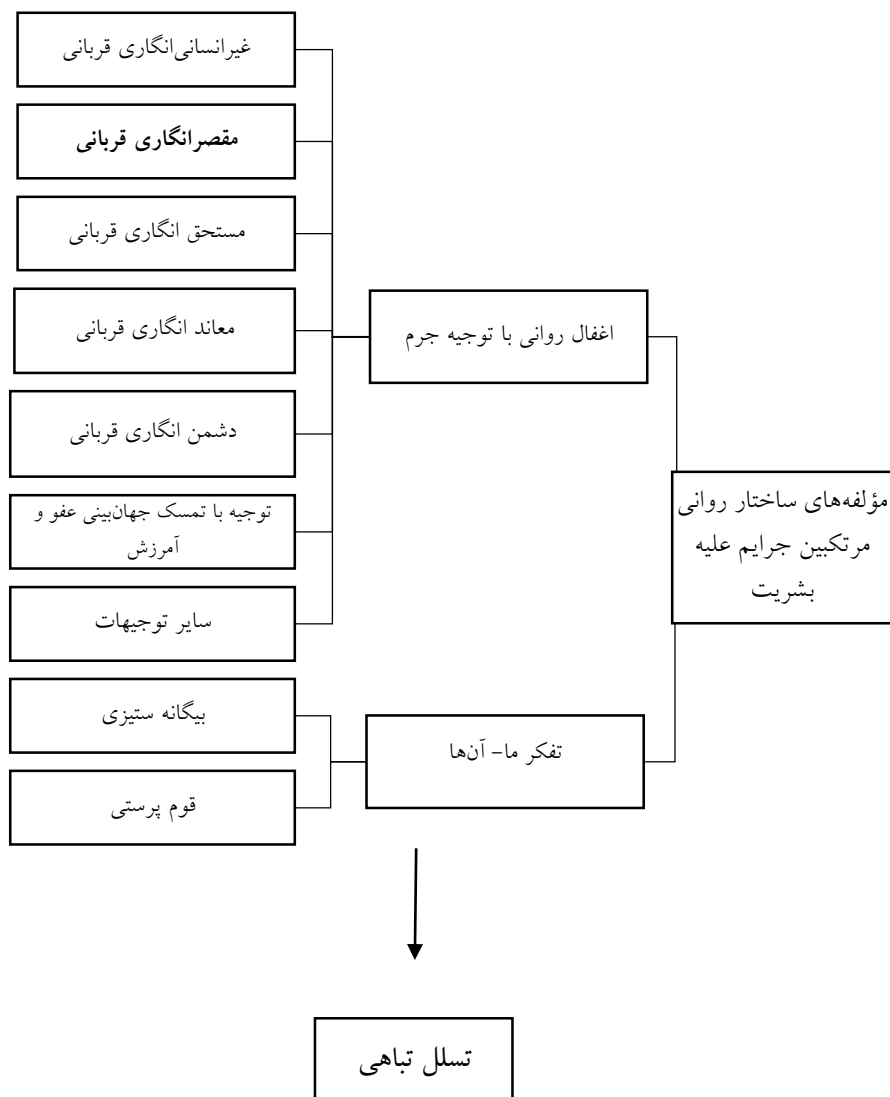 غیرانسانی‌انگاری قربانی
مقصرانگاری قربانی
مستحق انگاری قربانی
معاند انگاری قربانی
دشمن انگاری قربانی
توجیه با تمسک جهان‌بینی عفو و
آمرزش
سایر توجیهات
بیگانه ستیزی
قوم پرستی
اغفال روانی با توجیه جرم
تفکر ما- آن‌ها
مؤلفه‌های ساختار روانی
مرتکبین جرایم علیه
بشریت
تسلل تباهی